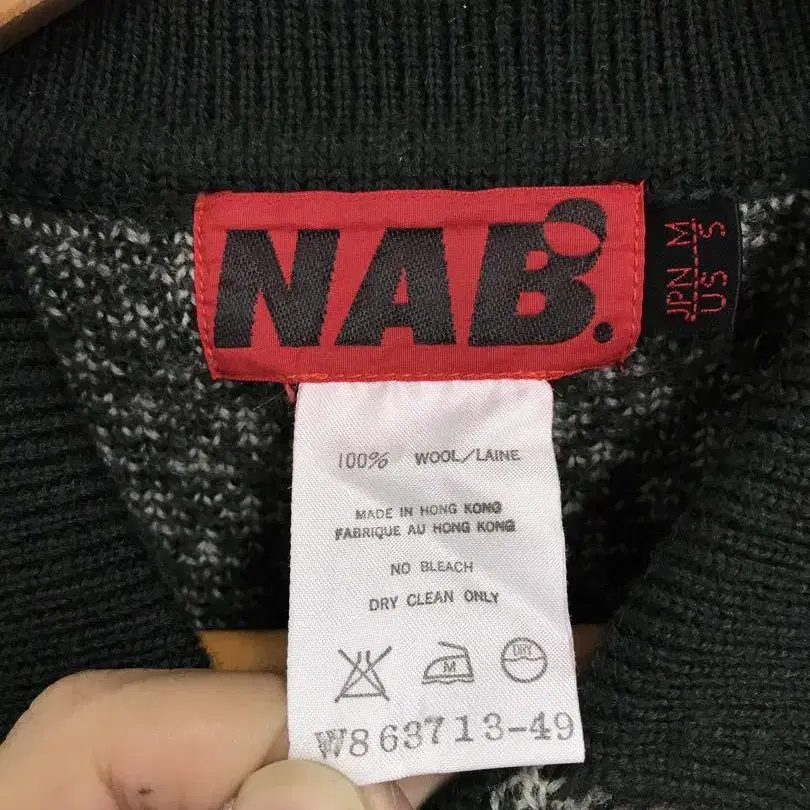 NAB.
JPN M
US S
100% WOOL/LAINE
MADE IN HONG KONG
FABRIQUE AU HONG KONG
NO BLEACH
DRY CLEAN ONLY
M
DRY
W863713-49